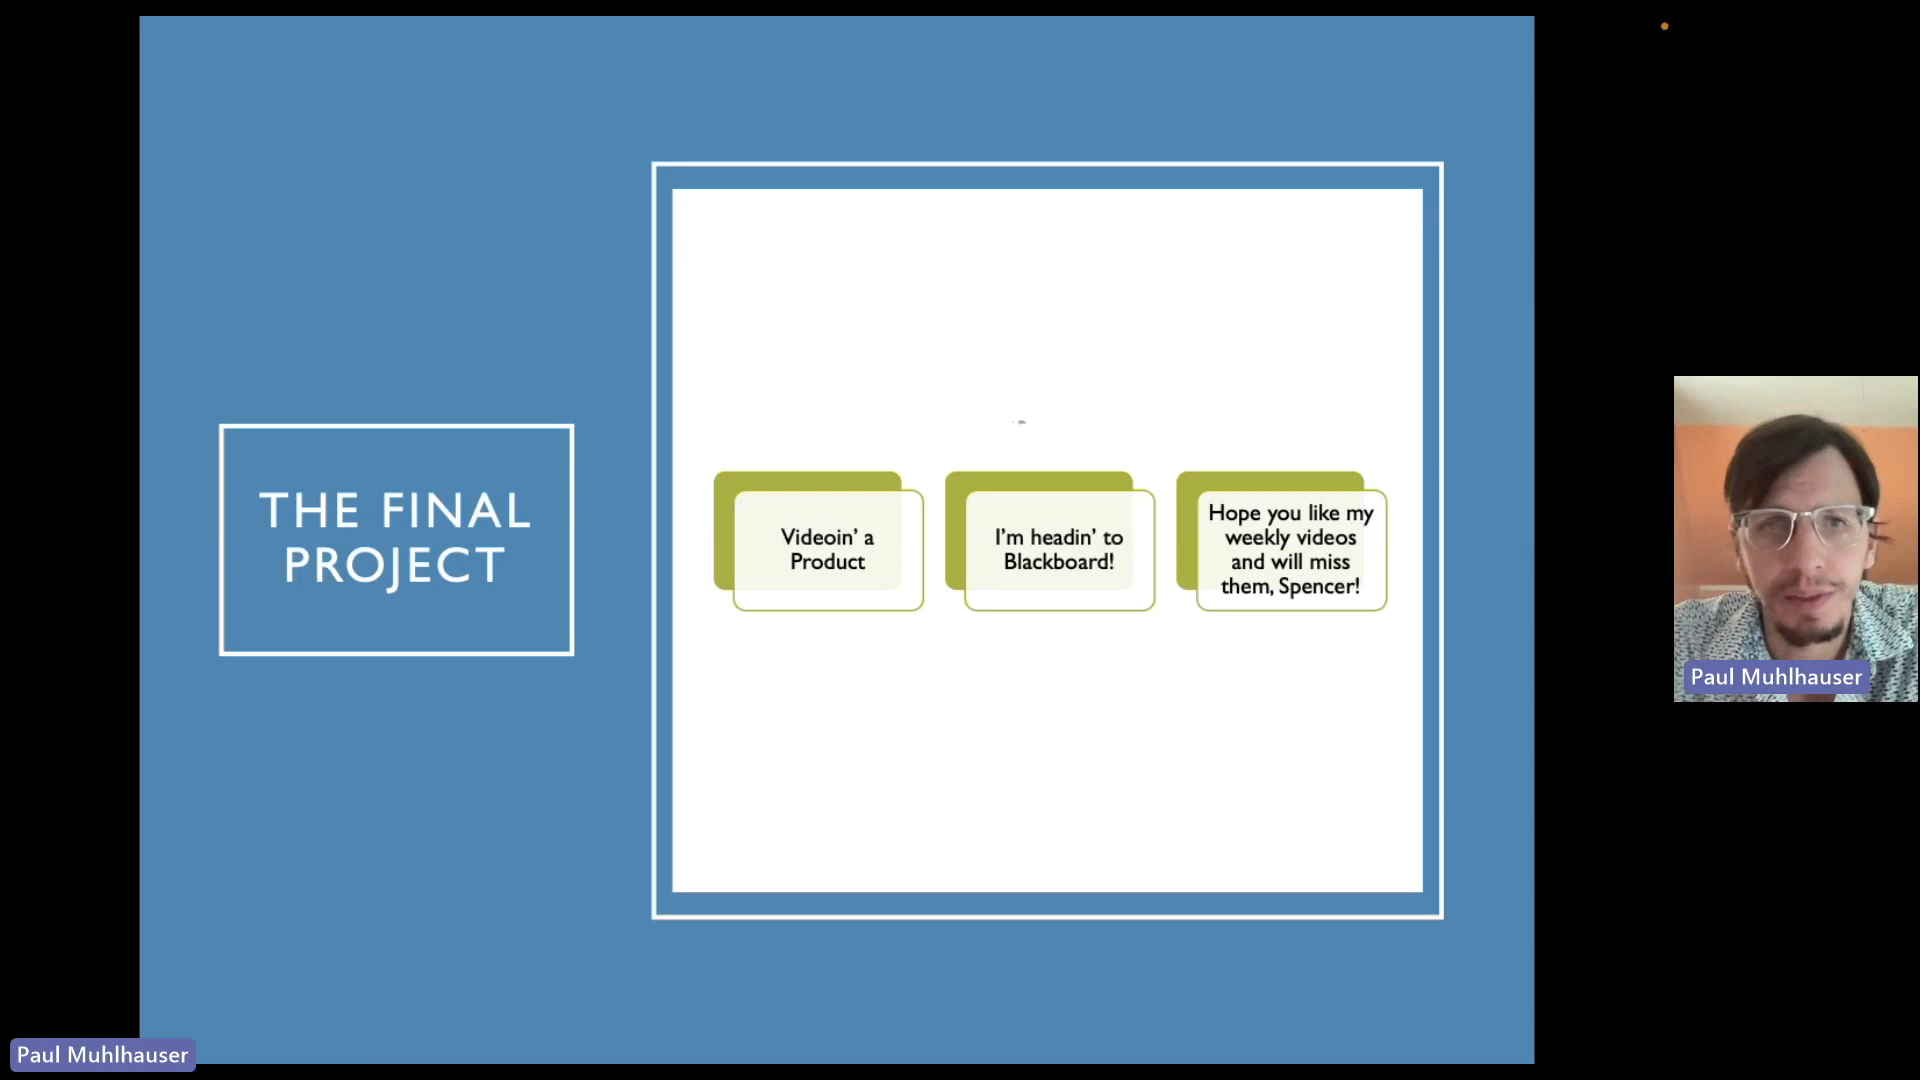 THE FINAL
PROJECT
Videoin’ a
Product
I’m headin’ to
Blackboard!
Hope you like my
weekly videos
and will miss
them, Spencer!
Paul Muhlhauser
Paul Muhlhauser